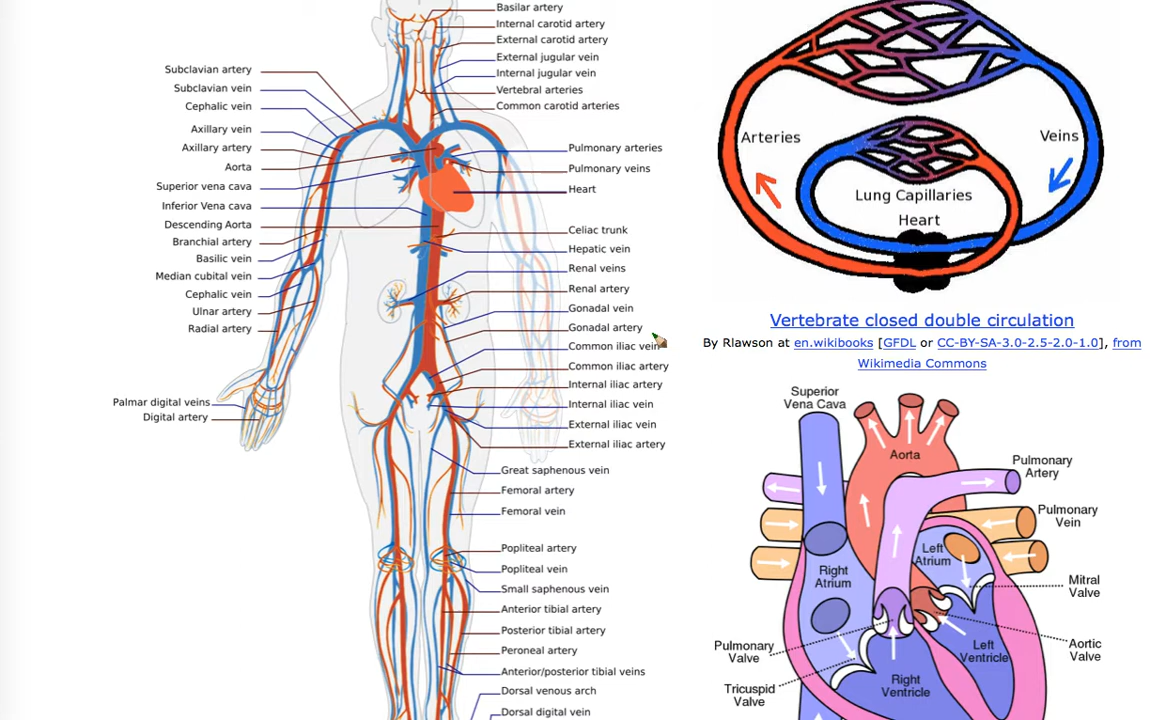 Basilar artery
Internal carotid artery
External carotid artery
External jugular vein
Internal jugular vein
Vertebral arteries
Common carotid arteries
Subclavian artery
Subclavian vein
Cephalic vein
Axillary vein
Axillary artery
Aorta
Superior vena cava
Inferior Vena cava
Descending Aorta
Branchial artery
Basilic vein
Median cubital vein
Cephalic vein
Ulnar artery
Radial artery
Palmar digital veins
Digital artery
Pulmonary arteries
Pulmonary veins
Heart
Celiac trunk
Hepatic vein
Renal veins
Renal artery
Gonadal vein
Gonadal artery
Common iliac vein
Common iliac artery
Internal iliac artery
Internal iliac vein
External iliac vein
External iliac artery
Great saphenous vein
Femoral artery
Femoral vein
Popliteal artery
Popliteal vein
Small saphenous vein
Anterior tibial artery
Posterior tibial artery
Peroneal artery
Anterior/posterior tibial veins
Dorsal venous arch
Dorsal digital vein
Arteries
Veins
Lung Capillaries
Heart
Vertebrate closed double circulation
By Rlawson at en.wikibooks [GFDL or CC-BY-SA-3.0-2.5-2.0-1.0], from
Wikimedia Commons
Superior
Vena Cava
Aorta
Pulmonary
Artery
Pulmonary
Vein
Left
Atrium
Right
Atrium
Mitral
Valve
Pulmonary
Valve
Aortic
Valve
Left
Ventricle
Right
Ventricle
Tricuspid
Valve